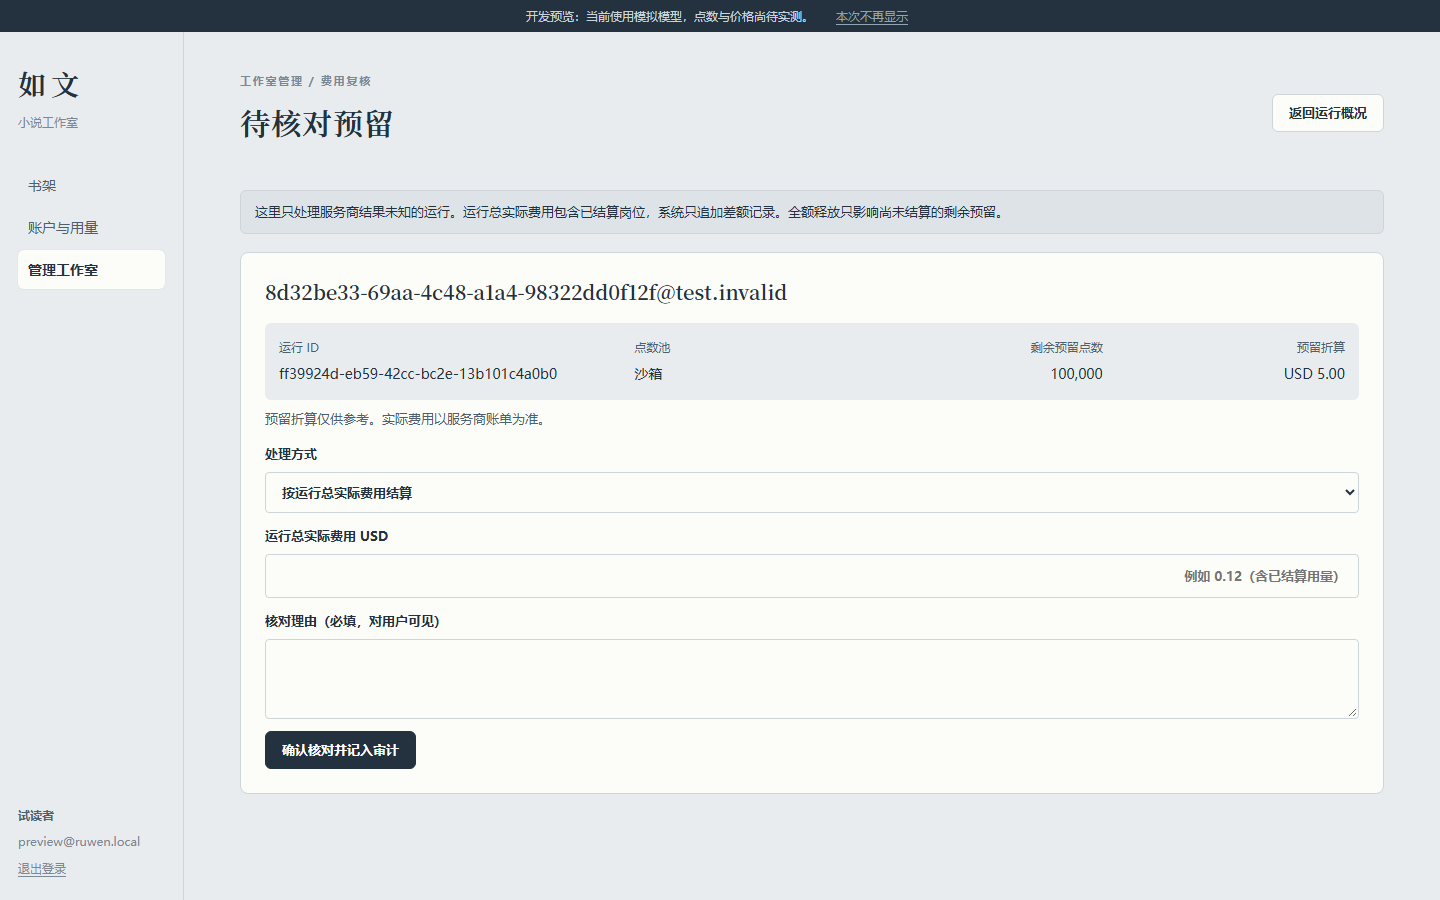 开发预览：当前使用模拟模型，点数与价格尚待实测。 本次不再显示
如文
小说工作室
书架
账户与用量
管理工作室
试读者
preview@ruwen.local
退出登录
工作室管理 / 费用复核
待核对预留
返回运行概况
这里只处理服务商结果未知的运行。运行总实际费用包含已结算岗位，系统只追加差额记录。全额释放只影响尚未结算的剩余预留。
8d32be33-69aa-4c48-a1a4-98322dd0f12f@test.invalid
运行 ID 点数池 剩余预留点数 预留折算
ff39924d-eb59-42cc-bc2e-13b101c4a0b0 沙箱 100,000 USD 5.00
预留折算仅供参考。实际费用以服务商账单为准。
处理方式
按运行总实际费用结算
运行总实际费用 USD
例如 0.12（含已结算用量）
核对理由（必填，对用户可见）
确认核对并记入审计